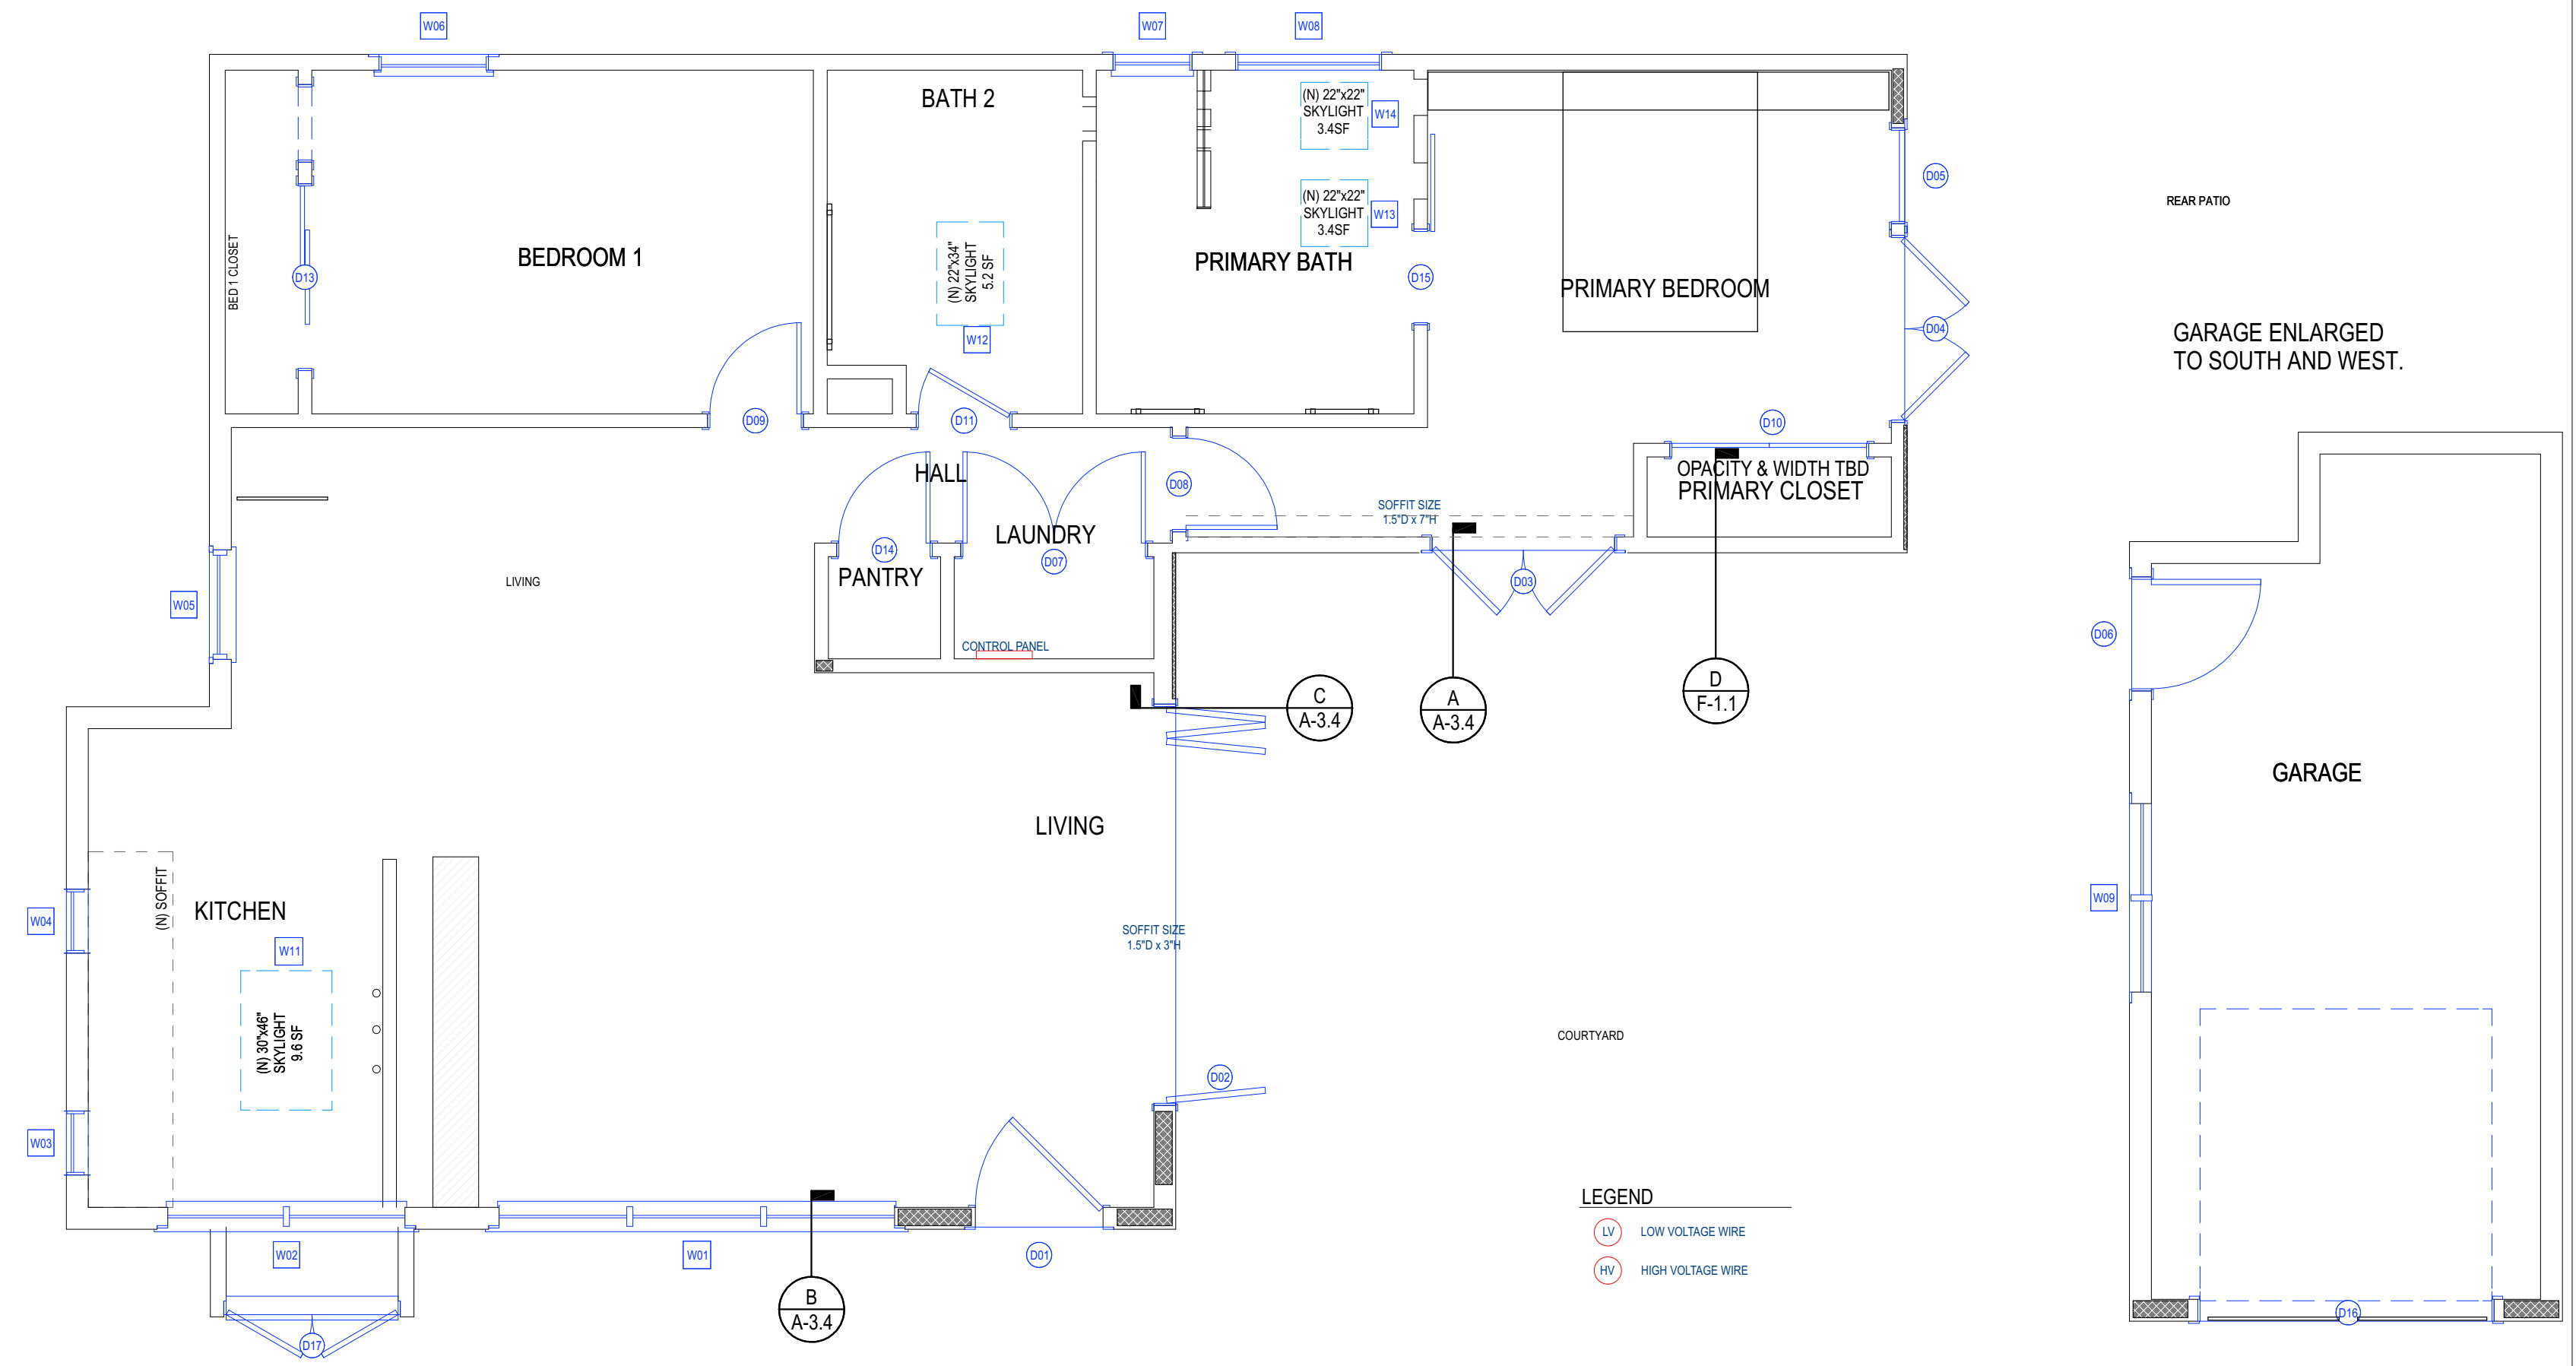 W06
W07
W08
BATH 2
(N) 22"x22"
SKYLIGHT
3.4SF
W14
D05
REAR PATIO
(N) 22"x22"
SKYLIGHT
3.4SF
W13
BED 1 CLOSET
D13
BEDROOM 1
(N) 22"x34"
SKYLIGHT
5.2 SF
W12
PRIMARY BATH
D15
PRIMARY BEDROOM
D04
GARAGE ENLARGED
TO SOUTH AND WEST.
D09
D11
D10
HALL
D08
OPACITY & WIDTH TBD
PRIMARY CLOSET
SOFFIT SIZE
1.5"D x 7"H
LAUNDRY
D14
D07
PANTRY
LIVING
D03
W05
D06
CONTROL PANEL
C
A-3.4
A
A-3.4
D
F-1.1
GARAGE
LIVING
(N) SOFFIT
KITCHEN
W04
W11
W09
SOFFIT SIZE
1.5"D x 3"H
(N) 30"x46"
SKYLIGHT
9.6 SF
COURTYARD
D02
W03
LEGEND
LV LOW VOLTAGE WIRE
HV HIGH VOLTAGE WIRE
W02
W01
D01
B
A-3.4
D17
D16